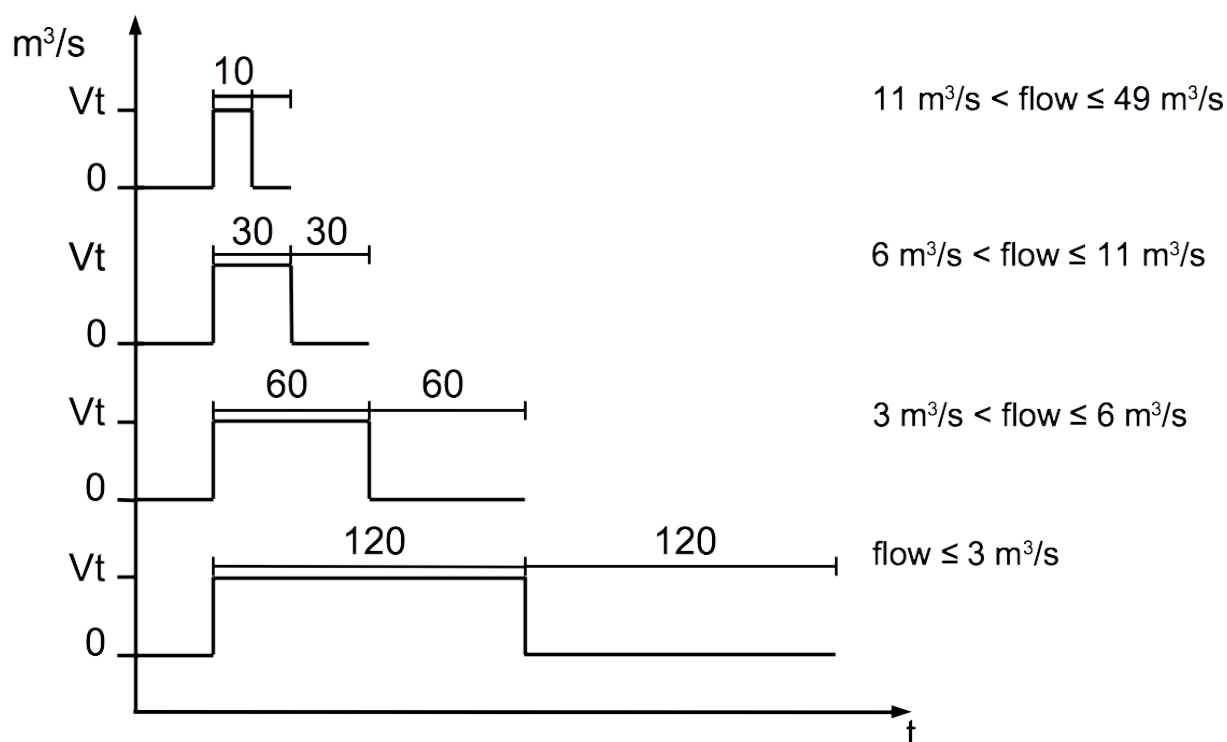 m³/s
10
Vt
11 m³/s < flow ≤ 49 m³/s
0
30 30
Vt
6 m³/s < flow ≤ 11 m³/s
0
60 60
Vt
3 m³/s < flow ≤ 6 m³/s
0
120 120
Vt
flow ≤ 3 m³/s
0
t